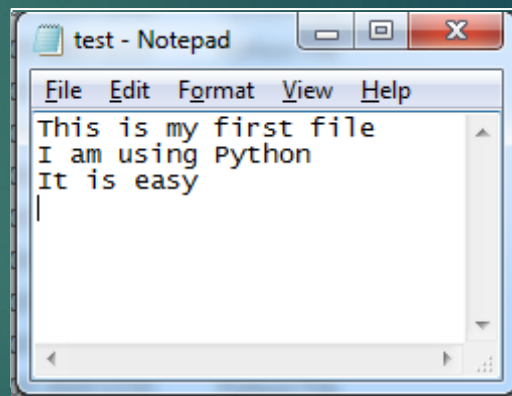 test - Notepad
File Edit Format View Help
This is my first file
I am using Python
It is easy